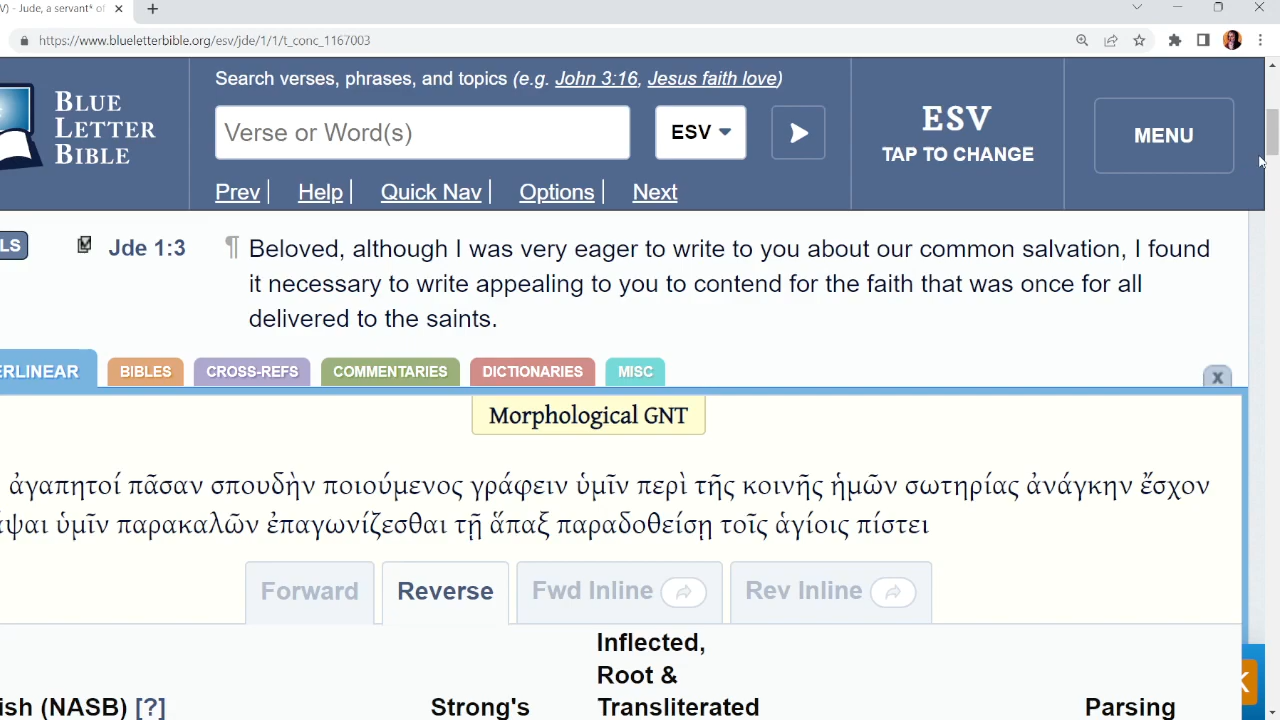 V) - Jude, a servant* of
https://www.blueletterbible.org/esv/jde/1/1/t_conc_1167003
Search verses, phrases, and topics (e.g. John 3:16, Jesus faith love)
BLUE
LETTER
BIBLE
Verse or Word(s)
ESV
ESV
TAP TO CHANGE
MENU
Prev | Help | Quick Nav | Options | Next
LS
Jde 1:3
¶ Beloved, although I was very eager to write to you about our common salvation, I found
it necessary to write appealing to you to contend for the faith that was once for all
delivered to the saints.
ERLINEAR
BIBLES
CROSS-REFS
COMMENTARIES
DICTIONARIES
MISC
x
Morphological GNT
ἀγαπητοί πᾶσαν σπουδὴν ποιούμενος γράφειν ὑμῖν περὶ τῆς κοινῆς ἡμῶν σωτηρίας ἀνάγκην ἔσχον
άψαι ὑμῖν παρακαλῶν ἐπαγωνίζεσθαι τῇ ἅπαξ παραδοθείσῃ τοῖς ἁγίοις πίστει
Forward
Reverse
Fwd Inline
Rev Inline
ish (NASB) [?]
Strong's
Inflected,
Root &
Transliterated
Parsing